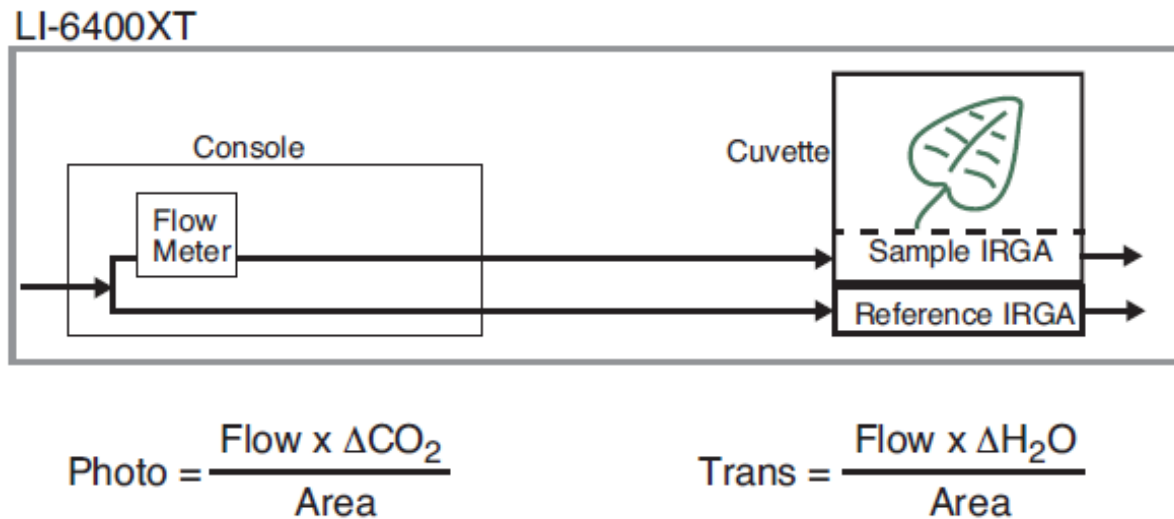 LI-6400XT
Console
Cuvette
Flow
Meter
Sample IRGA
Reference IRGA
Photo = Flow x ΔCO₂ / Area
Trans = Flow x ΔH₂O / Area